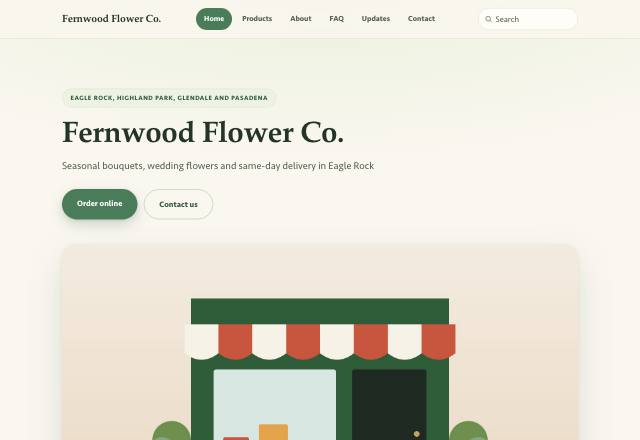 Fernwood Flower Co.
Home
Products
About
FAQ
Updates
Contact
Search
EAGLE ROCK, HIGHLAND PARK, GLENDALE AND PASADENA
Fernwood Flower Co.
Seasonal bouquets, wedding flowers and same-day delivery in Eagle Rock
Order online
Contact us